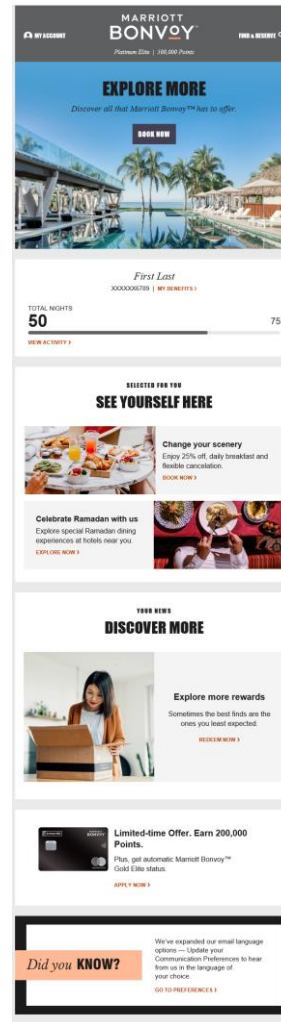 MARRIOTT
BONVOY™
MY ACCOUNT
FIND & RESERVE
Platinum Elite | 300,000 Points
EXPLORE MORE
Discover all that Marriott Bonvoy™ has to offer.
BOOK NOW
First Last
XXXXXX6789 | MY BENEFITS >
TOTAL NIGHTS
50
75
VIEW ACTIVITY >
SELECTED FOR YOU
SEE YOURSELF HERE
Change your scenery
Enjoy 25% off, daily breakfast and
flexible cancelation.
BOOK NOW >
Celebrate Ramadan with us
Explore special Ramadan dining
experiences at hotels near you.
EXPLORE NOW >
YOUR NEWS
DISCOVER MORE
Explore more rewards
Sometimes the best finds are the
ones you least expected.
REDEEM NOW >
Limited-time Offer. Earn 200,000
Points.
Plus, get automatic Marriott Bonvoy™
Gold Elite status.
APPLY NOW >
Did you KNOW?
We've expanded our email language
options — Update your
Communication Preferences to hear
from us in the language of
your choice.
GO TO PREFERENCES >